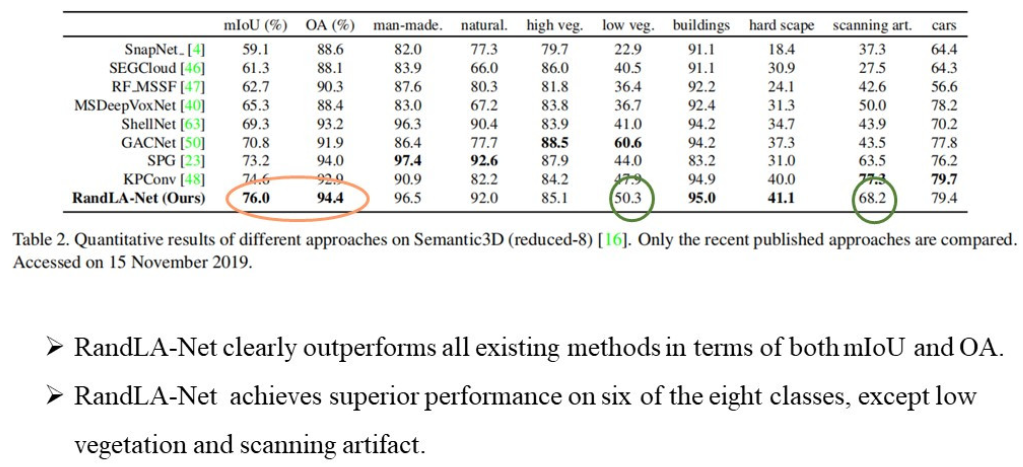 mIoU (%) OA (%) man-made. natural. high veg. low veg. buildings hard scape scanning art. cars
SnapNet_ [4] 59.1 88.6 82.0 77.3 79.7 22.9 91.1 18.4 37.3 64.4
SEGCloud [46] 61.3 88.1 83.9 66.0 86.0 40.5 91.1 30.9 27.5 64.3
RF_MSSF [47] 62.7 90.3 87.6 80.3 81.8 36.4 92.2 24.1 42.6 56.6
MSDeepVoxNet [40] 65.3 88.4 83.0 67.2 83.8 36.7 92.4 31.3 50.0 78.2
ShellNet [63] 69.3 93.2 96.3 90.4 83.9 41.0 94.2 34.7 43.9 70.2
GACNet [50] 70.8 91.9 86.4 77.7 88.5 60.6 94.2 37.3 43.5 77.8
SPG [23] 73.2 94.0 97.4 92.6 87.9 44.0 83.2 31.0 63.5 76.2
KPConv [48] 74.6 92.9 90.9 82.2 84.2 47.9 94.9 40.0 77.3 79.7
RandLA-Net (Ours) 76.0 94.4 96.5 92.0 85.1 50.3 95.0 41.1 68.2 79.4
Table 2. Quantitative results of different approaches on Semantic3D (reduced-8) [16]. Only the recent published approaches are compared.
Accessed on 15 November 2019.
➢ RandLA-Net clearly outperforms all existing methods in terms of both mIoU and OA.
➢ RandLA-Net achieves superior performance on six of the eight classes, except low
vegetation and scanning artifact.